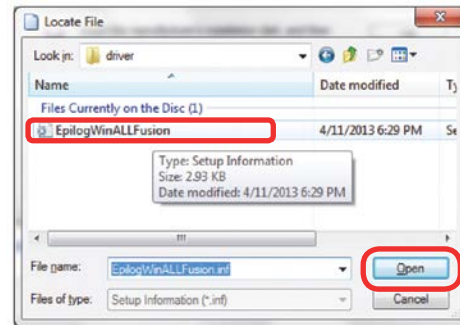 Locate File
Look in: driver
Name Date modified
Files Currently on the Disc (1)
EpilogWinALLFusion 4/11/2013 6:29 PM Se
Type: Setup Information
Size: 2.93 KB
Date modified: 4/11/2013 6:29 PM
File name: EpilogWinALLFusion.inf Open
Files of type: Setup Information (*.inf) Cancel